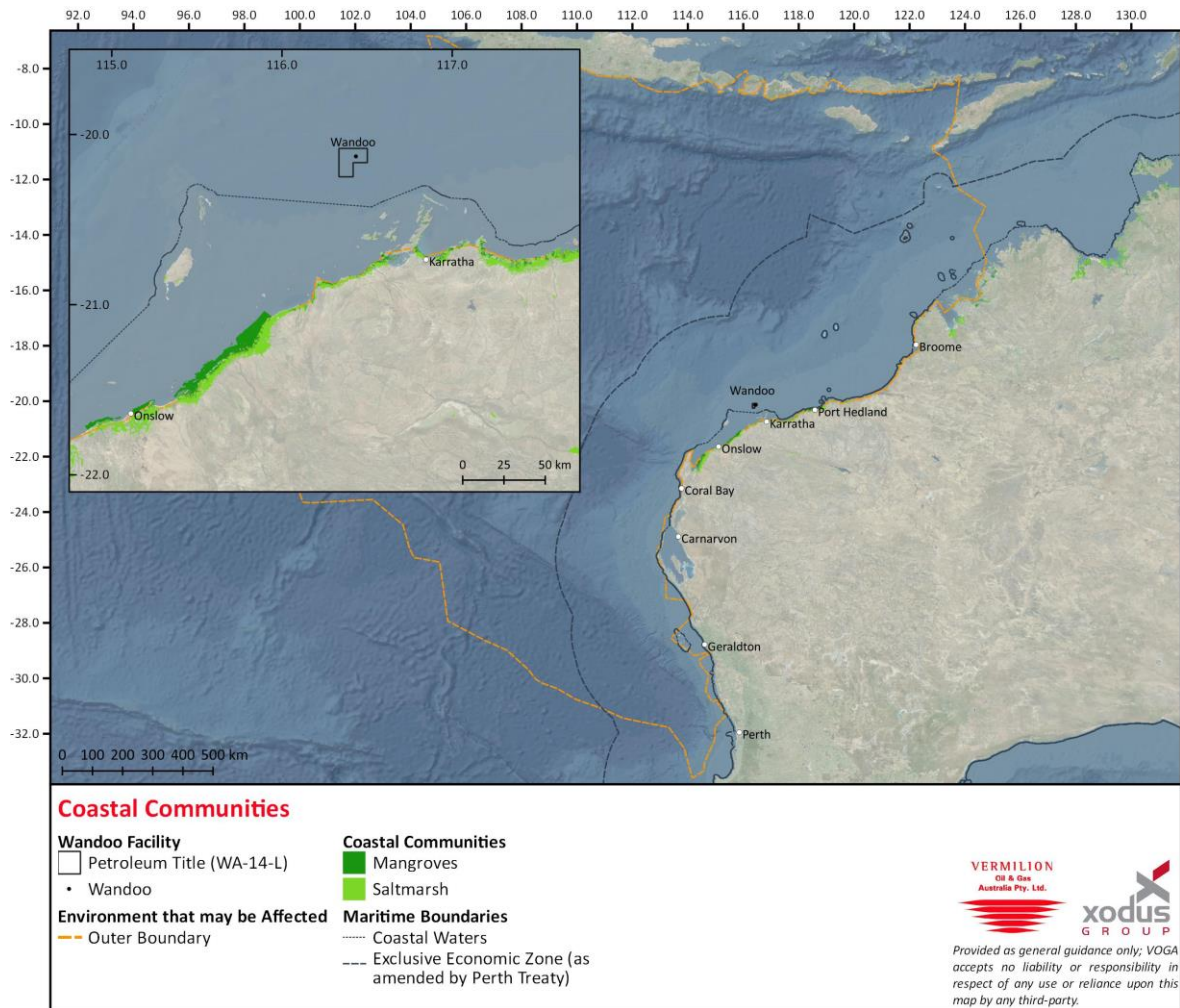 92.0 94.0 96.0 98.0 100.0 102.0 104.0 106.0 108.0 110.0 112.0 114.0 116.0 118.0 120.0 122.0 124.0 126.0 128.0 130.0
-8.0
-10.0
-12.0
-14.0
-16.0
-18.0
-20.0
-22.0
-24.0
-26.0
-28.0
-30.0
-32.0
115.0 116.0 117.0
-20.0
-21.0
-22.0
Wandoo
Karratha
Onslow
0 25 50 km
Broome
Wandoo
Port Hedland
Karratha
Onslow
Coral Bay
Carnarvon
Geraldton
Perth
0 100 200 300 400 500 km
Coastal Communities
Wandoo Facility
Petroleum Title (WA-14-L)
Wandoo
Environment that may be Affected
Outer Boundary
Coastal Communities
Mangroves
Saltmarsh
Maritime Boundaries
Coastal Waters
Exclusive Economic Zone (as
amended by Perth Treaty)
VERMILION
Oil & Gas
Australia Pty. Ltd.
xodus
GROUP
Provided as general guidance only; VOGA
accepts no liability or responsibility in
respect of any use or reliance upon this
map by any third-party.